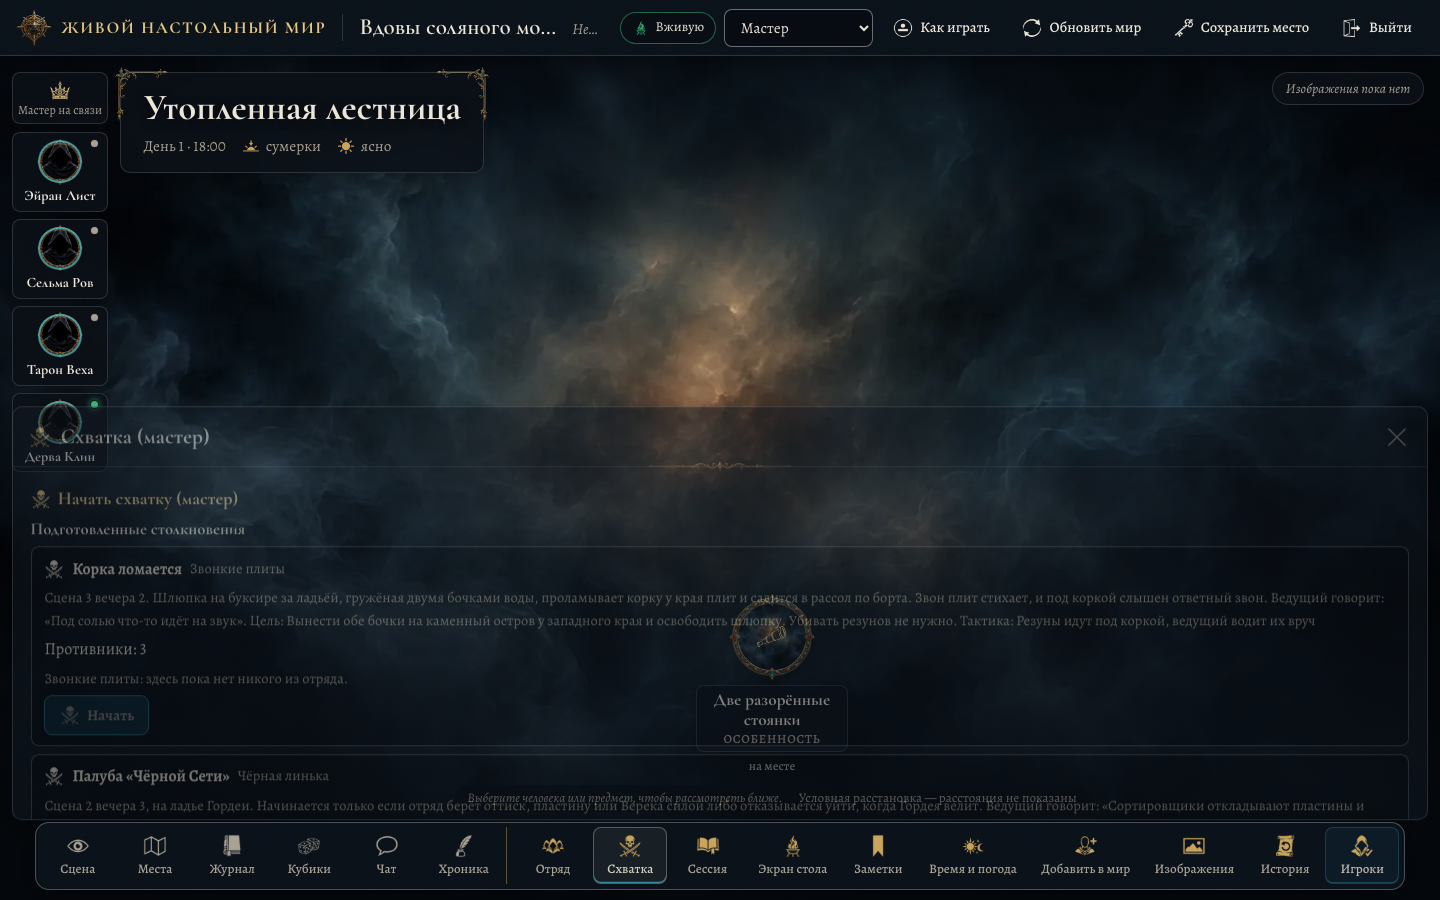 ЖИВОЙ НАСТОЛЬНЫЙ МИР
Вдовы соляного мо...
Не...
Вживую
Мастер
Как играть
Обновить мир
Сохранить место
Выйти
Мастер на связи
Утопленная лестница
День 1 · 18:00 сумерки ясно
Изображения пока нет
Эйран Лист
Сельма Ров
Тарон Веха
Дерва Клин
Схватка (мастер)
Начать схватку (мастер)
Подготовленные столкновения
Корка ломается Звонкие плиты
Сцена 3 вечера 2. Шлюпка на буксире за ладьёй, гружёная двумя бочками воды, проламывает корку у края плит и садится в рассол по борта. Звон плит стихает, и под коркой слышен ответный звон. Ведущий говорит:
«Под солью что-то идёт на звук». Цель: Вынести обе бочки на каменный остров у западного края и освободить шлюпку. Убивать резунов не нужно. Тактика: Резуны идут под коркой, ведущий водит их вруч
Противники: 3
Звонкие плиты: здесь пока нет никого из отряда.
Начать
Две разорённые
стоянки
ОСОБЕННОСТЬ
на месте
Палуба «Чёрной Сети» Чёрная линька
Выберите человека или предмет, чтобы рассмотреть ближе. Условная расстановка — расстояния не показаны
Сцена 2 вечера 3, на ладье Гордеи. Начинается только если отряд берёт оттиск, пластину или Верека силой либо отказывается уйти, когда Гордея велит. Ведущий говорит: «Сортировщики откладывают пластины и
Сцена
Места
Журнал
Кубики
Чат
Хроника
Отряд
Схватка
Сессия
Экран стола
Заметки
Время и погода
Добавить в мир
Изображения
История
Игроки